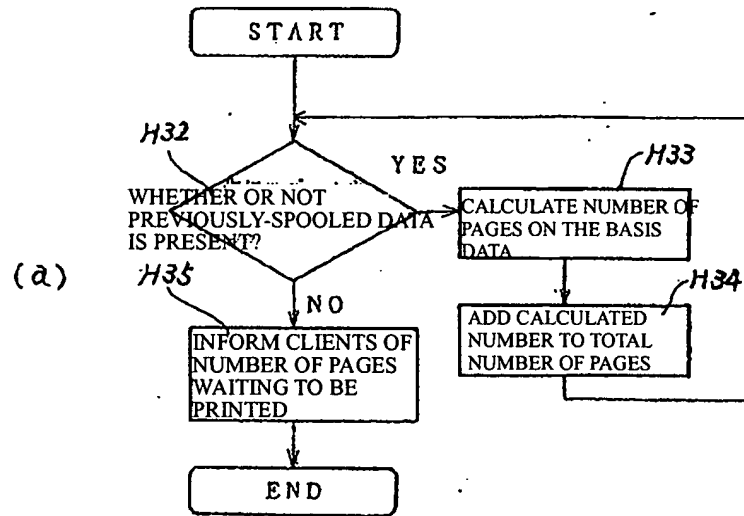 START
H32
YES
H33
WHETHER OR NOT
PREVIOUSLY-SPOOLED DATA
IS PRESENT?
CALCULATE NUMBER OF
PAGES ON THE BASIS
DATA
(a)
H35
NO
H34
INFORM CLIENTS OF
NUMBER OF PAGES
WAITING TO BE
PRINTED
ADD CALCULATED
NUMBER TO TOTAL
NUMBER OF PAGES
END